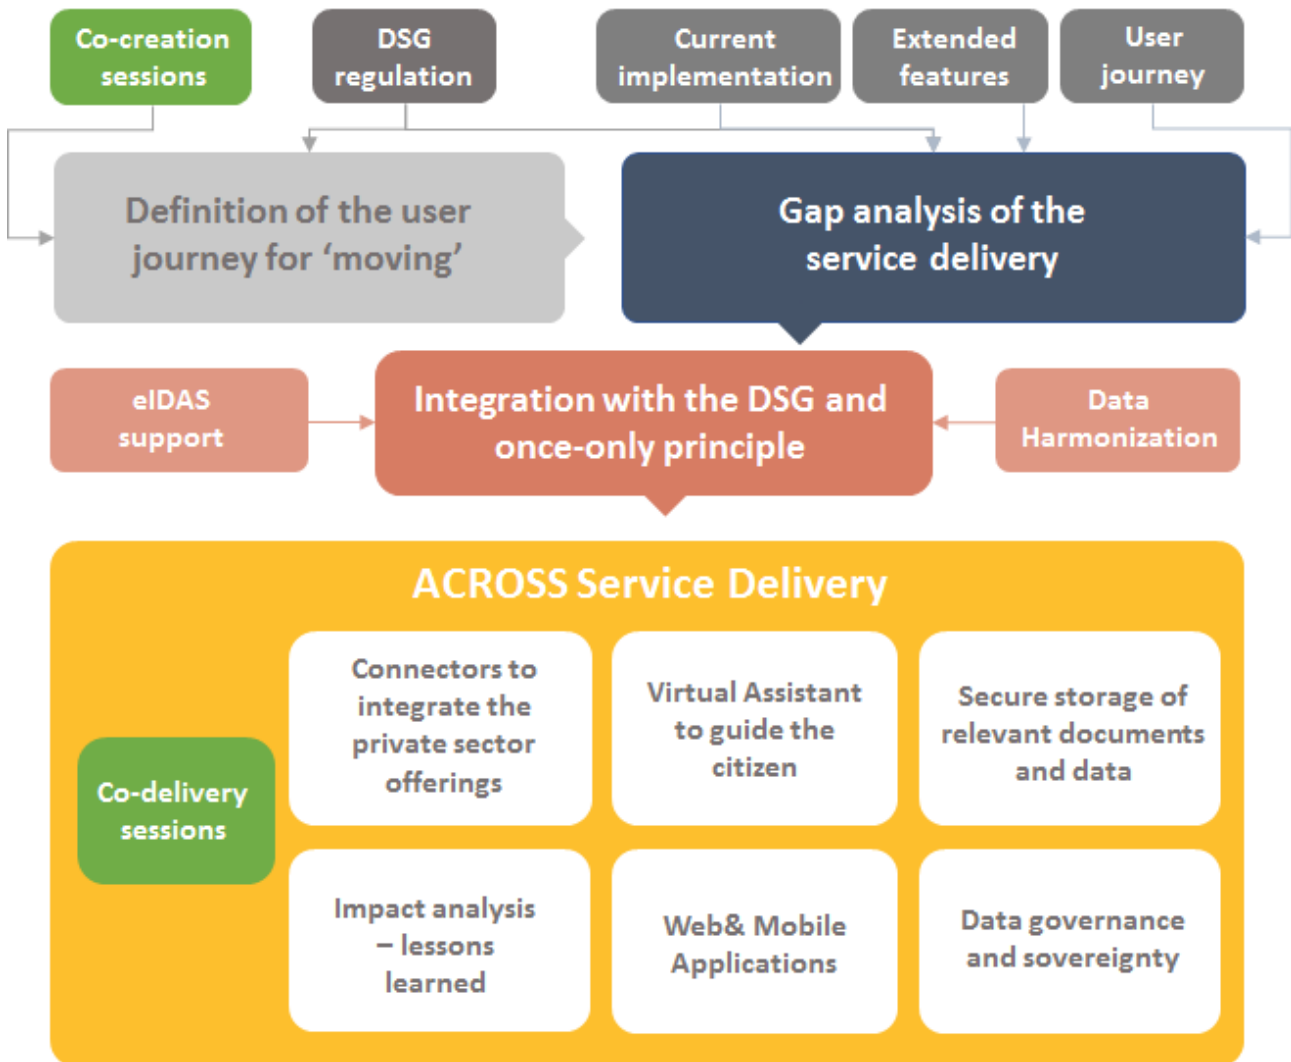 Co-creation
sessions
DSG
regulation
Current
implementation
Extended
features
User
journey
Definition of the user
journey for ‘moving’
Gap analysis of the
service delivery
eIDAS
support
Integration with the DSG and
once-only principle
Data
Harmonization
ACROSS Service Delivery
Co-delivery
sessions
Connectors to
integrate the
private sector
offerings
Virtual Assistant
to guide the
citizen
Secure storage of
relevant documents
and data
Impact analysis
– lessons
learned
Web& Mobile
Applications
Data governance
and sovereignty